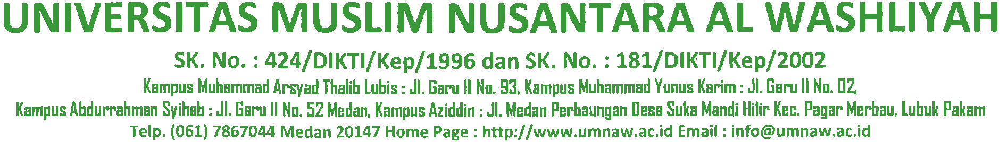 UNIVERSITAS MUSLIM NUSANTARA AL WASHLIYAH
SK. No. : 424/DIKTI/Kep/1996 dan SK. No. : 181/DIKTI/Kep/2002
Kampus Muhammad Arsyad Thalib Lubis : Jl. Garu II No. 93, Kampus Muhammad Yunus Karim : Jl. Garu II No. 02,
Kampus Abdurrahman Syihab : Jl. Garu II No. 52 Medan, Kampus Aziddin : Jl. Medan Perbaungan Desa Suka Mandi Hilir Kec. Pagar Merbau, Lubuk Pakam
Telp. (061) 7867044 Medan 20147 Home Page : http://www.umnaw.ac.id Email : info@umnaw.ac.id